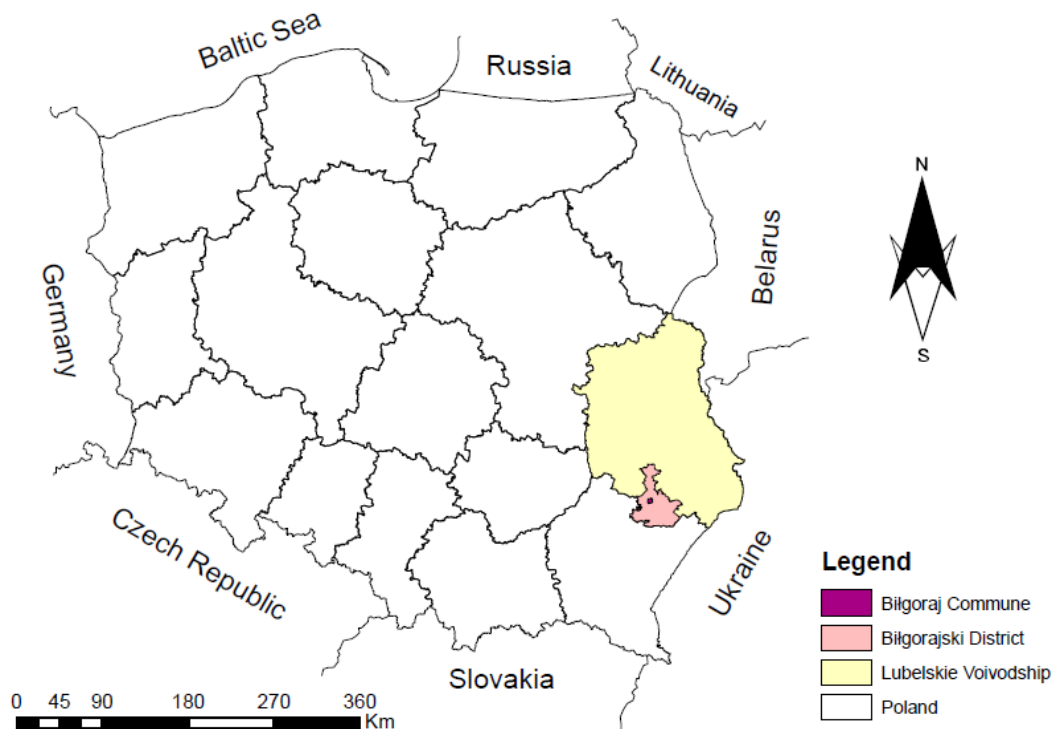 Baltic Sea
Russia
Lithuania
N
Belarus
Germany
S
Czech Republic
Ukraine
Slovakia
Legend
Biłgoraj Commune
Biłgorajski District
Lubelskie Voivodship
Poland
0 45 90 180 270 360
Km